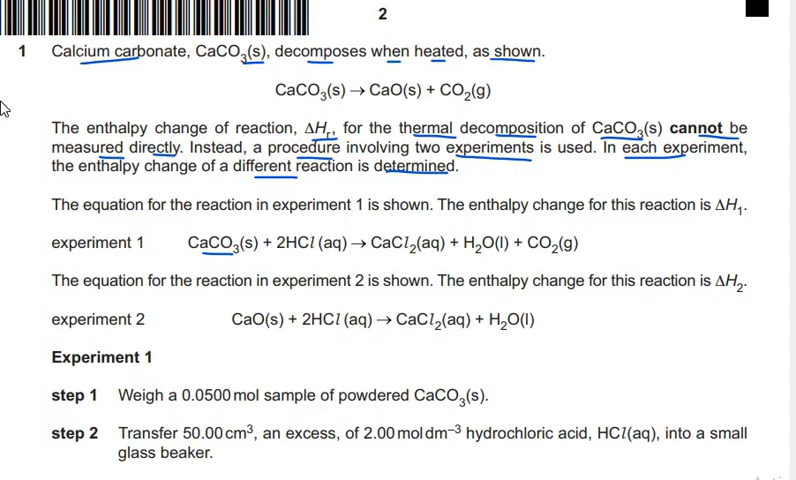 2
1 Calcium carbonate, CaCO₃(s), decomposes when heated, as shown.
CaCO₃(s) → CaO(s) + CO₂(g)
The enthalpy change of reaction, ΔHᵣ, for the thermal decomposition of CaCO₃(s) cannot be
measured directly. Instead, a procedure involving two experiments is used. In each experiment,
the enthalpy change of a different reaction is determined.
The equation for the reaction in experiment 1 is shown. The enthalpy change for this reaction is ΔH₁.
experiment 1 CaCO₃(s) + 2HCl(aq) → CaCl₂(aq) + H₂O(l) + CO₂(g)
The equation for the reaction in experiment 2 is shown. The enthalpy change for this reaction is ΔH₂.
experiment 2 CaO(s) + 2HCl(aq) → CaCl₂(aq) + H₂O(l)
Experiment 1
step 1 Weigh a 0.0500 mol sample of powdered CaCO₃(s).
step 2 Transfer 50.00 cm³, an excess, of 2.00 mol dm⁻³ hydrochloric acid, HCl(aq), into a small
glass beaker.